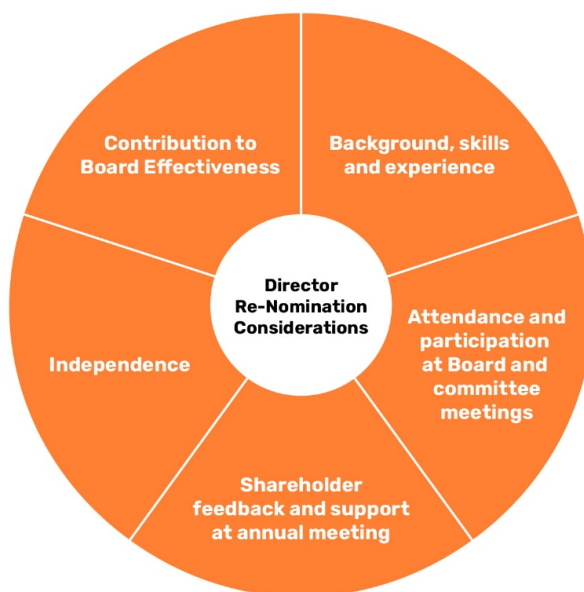 Contribution to
Board Effectiveness
Background, skills
and experience
Director
Re-Nomination
Considerations
Attendance and
participation
at Board and
committee
meetings
Independence
Shareholder
feedback and support
at annual meeting